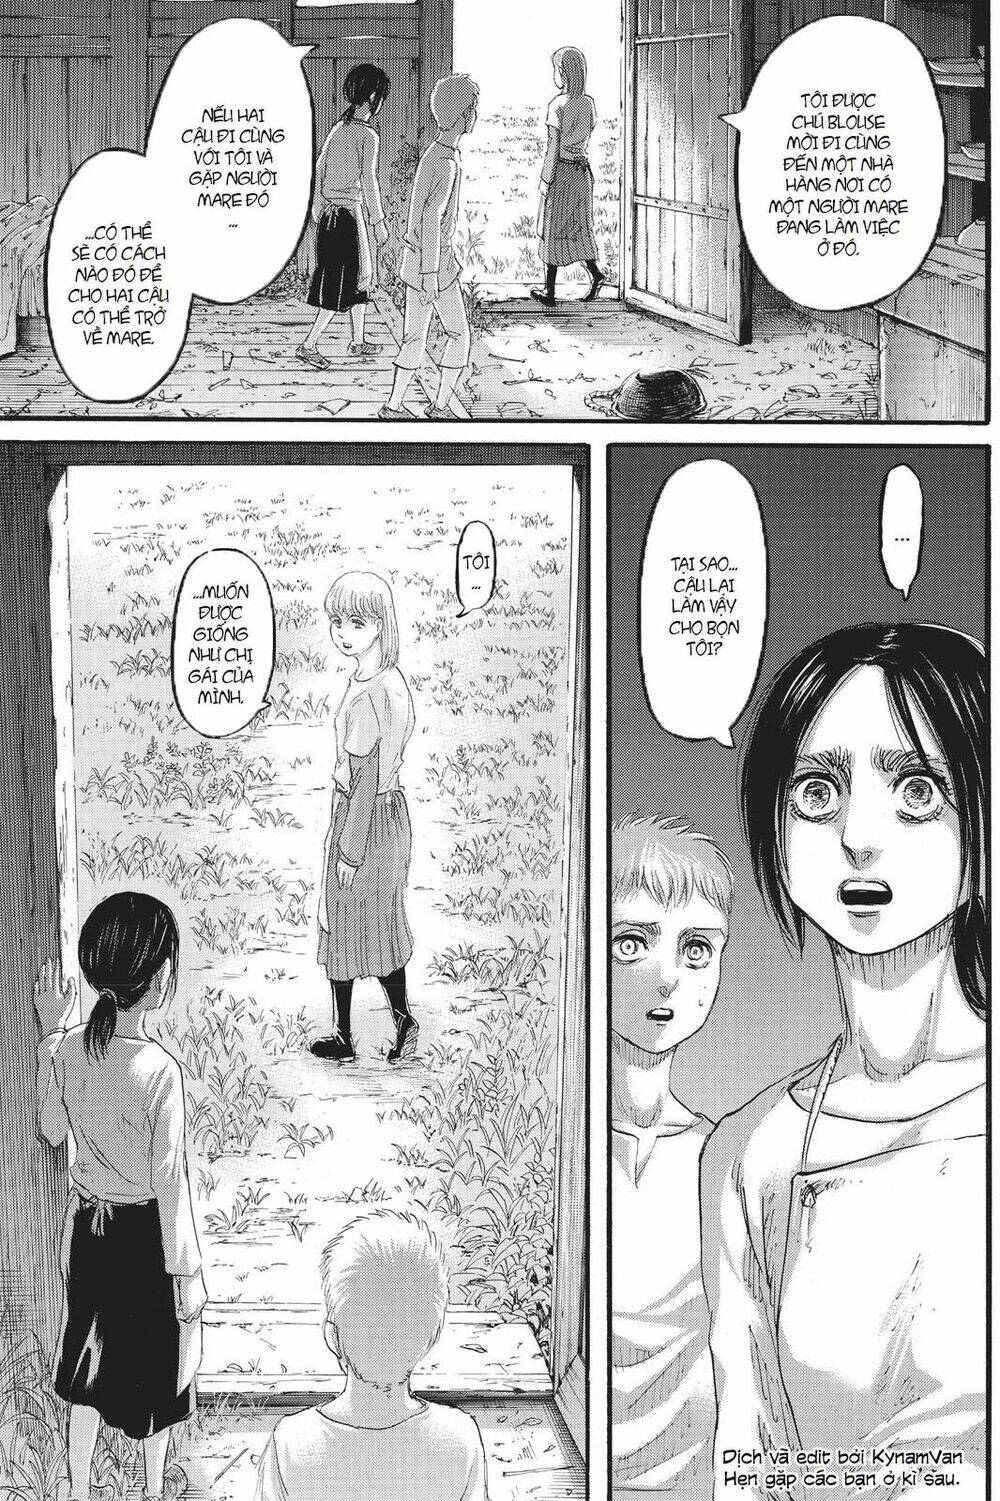 TÔI ĐƯỢC
CHÚ BLOUSE
MỜI ĐI CÙNG
ĐẾN MỘT NHÀ
HÀNG NƠI CÓ
MỘT NGƯỜI MARE
ĐANG LÀM VIỆC
Ở ĐÓ.
NẾU HAI
CẬU ĐI CÙNG
VỚI TÔI VÀ
GẶP NGƯỜI
MARE ĐÓ
...
...CÓ THỂ
SẼ CÓ CÁCH
NÀO ĐÓ ĐỂ
CHO HAI CẬU
CÓ THỂ TRỞ
VỀ MARE.
...
TẠI SAO...
CẬU LẠI
LÀM VẬY
CHO BỌN
TÔI?
TÔI
...
...MUỐN
ĐƯỢC
GIỐNG
NHƯ CHỊ
GÁI CỦA
MÌNH.
Dịch và edit bởi KynamVan
Hẹn gặp các bạn ở kì sau.